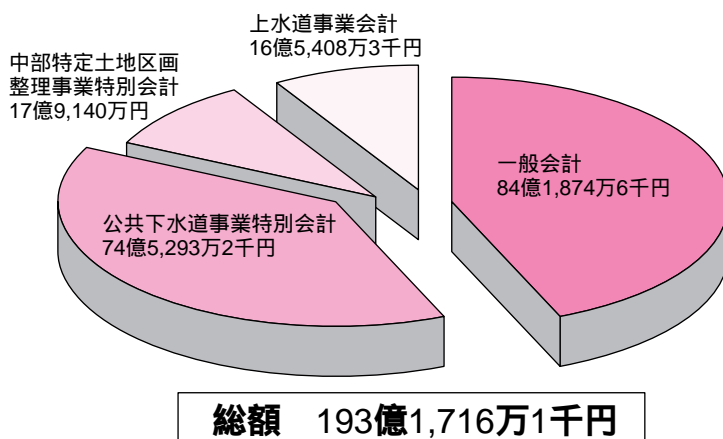 上水道事業会計
16億5,408万3千円
中部特定土地区画
整理事業特別会計
17億9,140万円
一般会計
84億1,874万6千円
公共下水道事業特別会計
74億5,293万2千円
総額　193億1,716万1千円